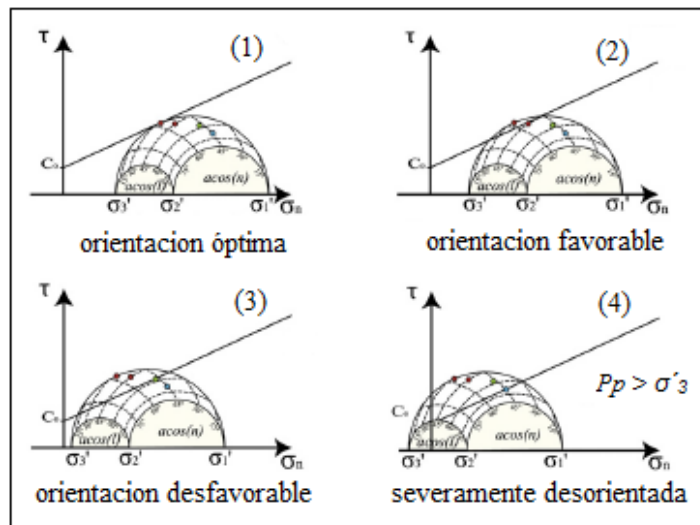 τ (1)
C₀
acos(l) acos(n)
σ₃' σ₂' σ₁' σₙ
orientacion óptima
τ (2)
C₀
acos(l) acos(n)
σ₃' σ₂' σ₁' σₙ
orientacion favorable
τ (3)
C₀
acos(l) acos(n)
σ₃' σ₂' σ₁' σₙ
orientacion desfavorable
τ (4)
Pp > σ´₃
C₀
acos(l) acos(n)
σ₃' σ₂' σ₁' σₙ
severamente desorientada